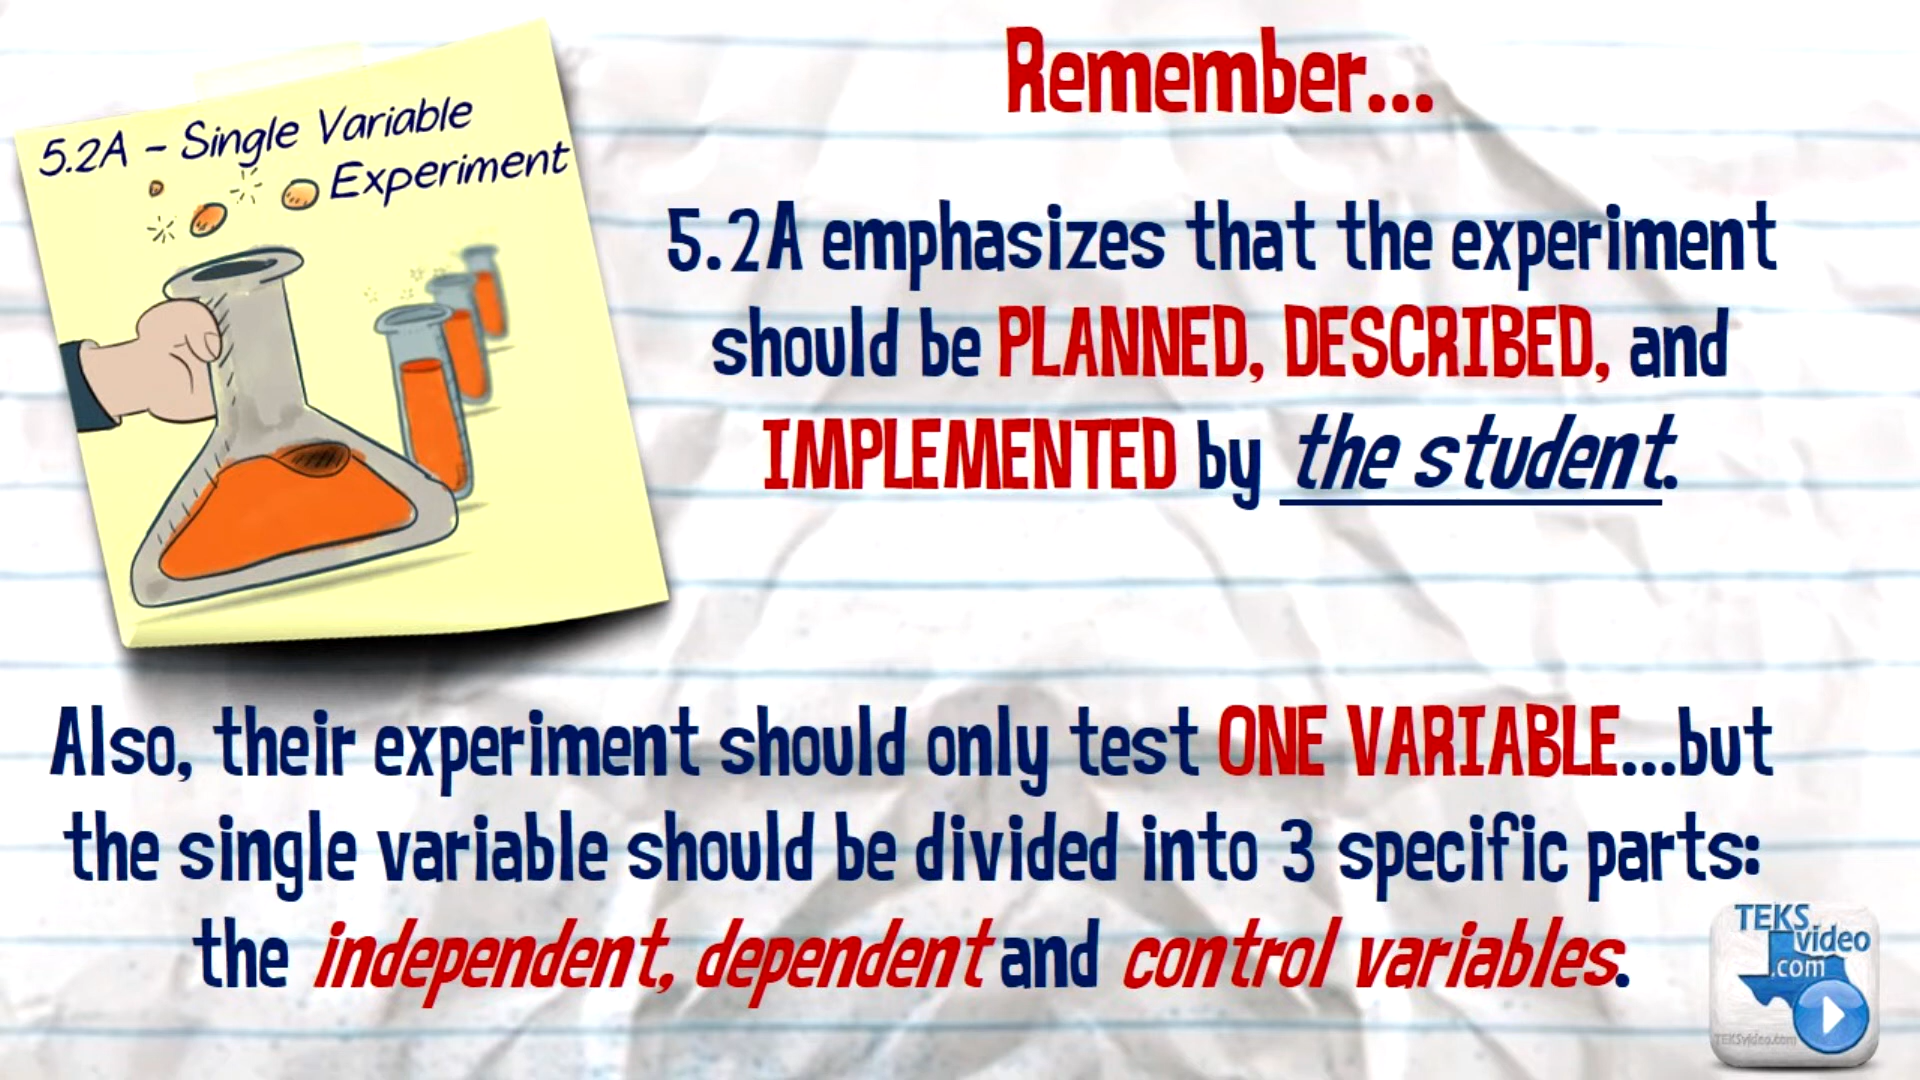 5.2A - Single Variable
Experiment
Remember...
5.2A emphasizes that the experiment
should be PLANNED, DESCRIBED, and
IMPLEMENTED by the student.
Also, their experiment should only test ONE VARIABLE...but
the single variable should be divided into 3 specific parts:
the independent, dependent and control variables.
TEKS
video
.com
TEKSvideo.com